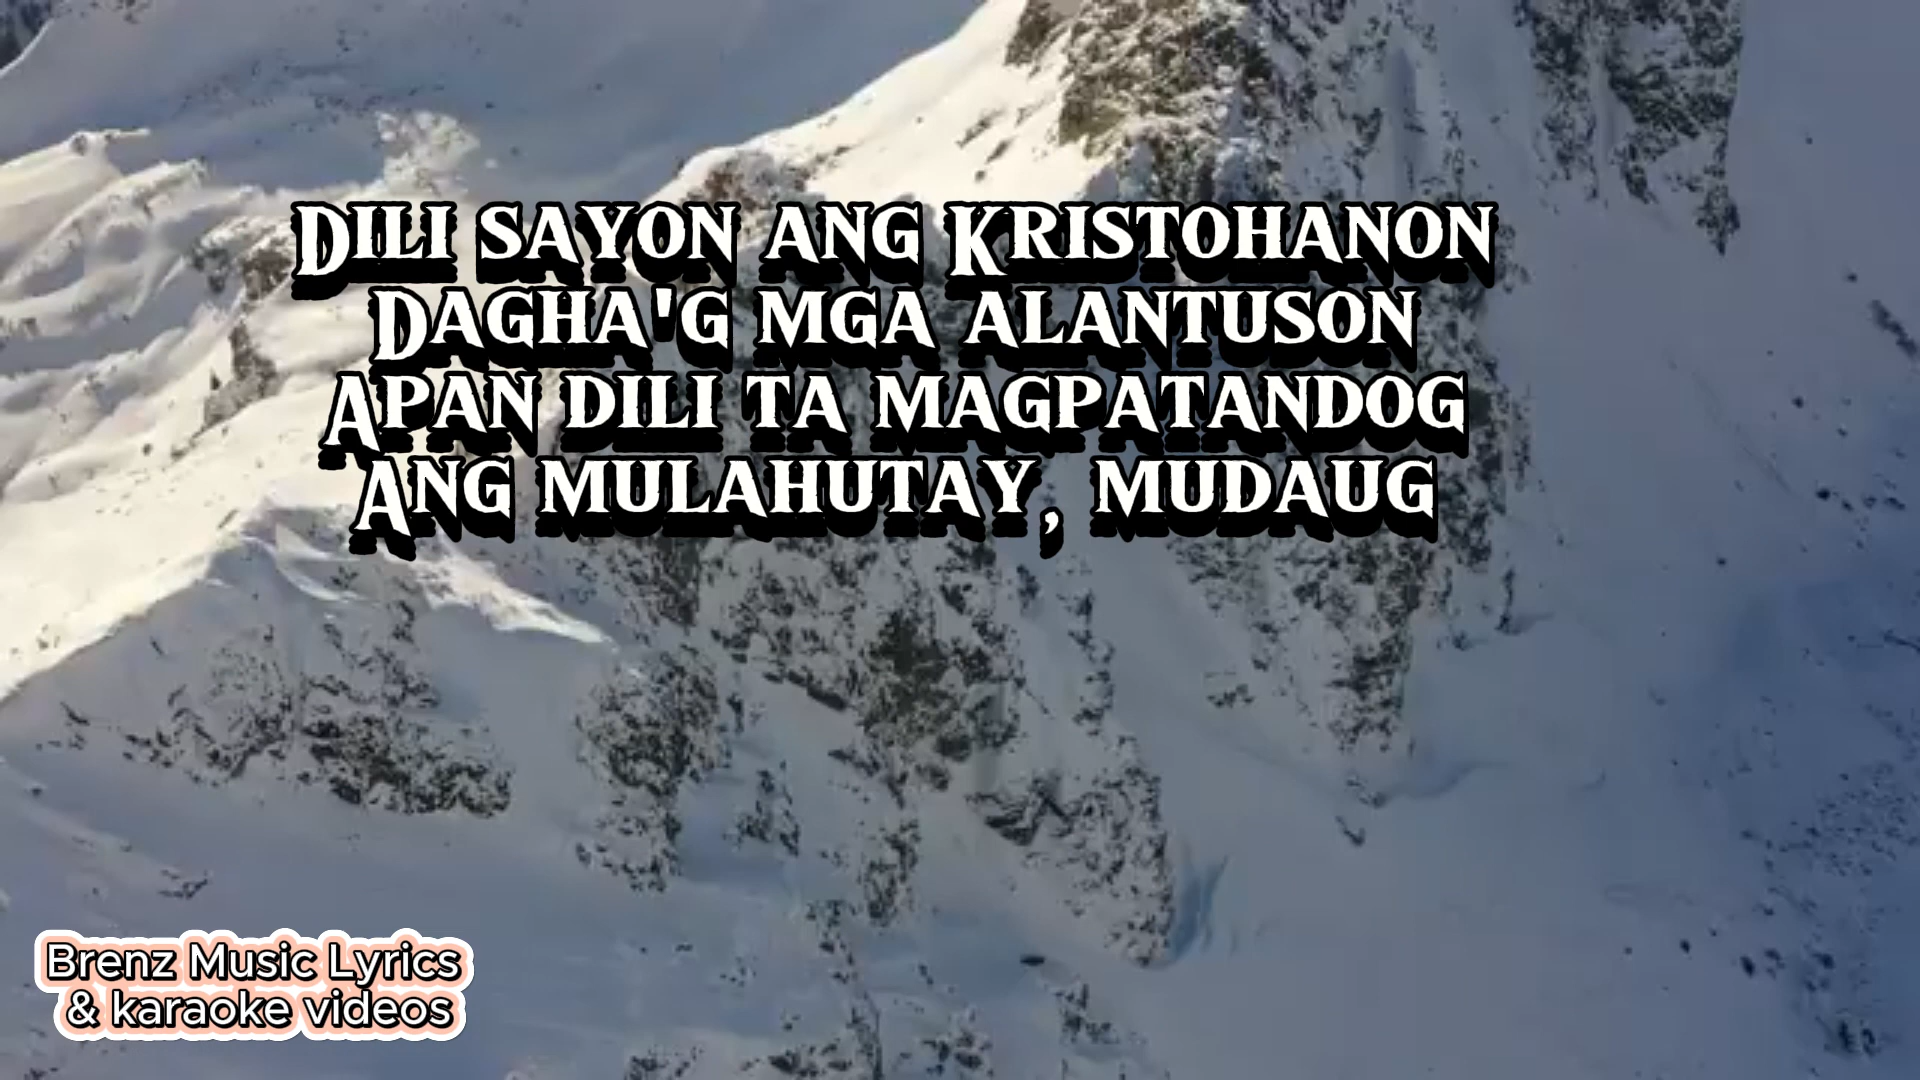 Dili sayon ang Kristohanon
Dagha'g mga alantuson
Apan dili ta magpatandog
Ang mulahutay, mudaug
Brenz Music Lyrics
& karaoke videos